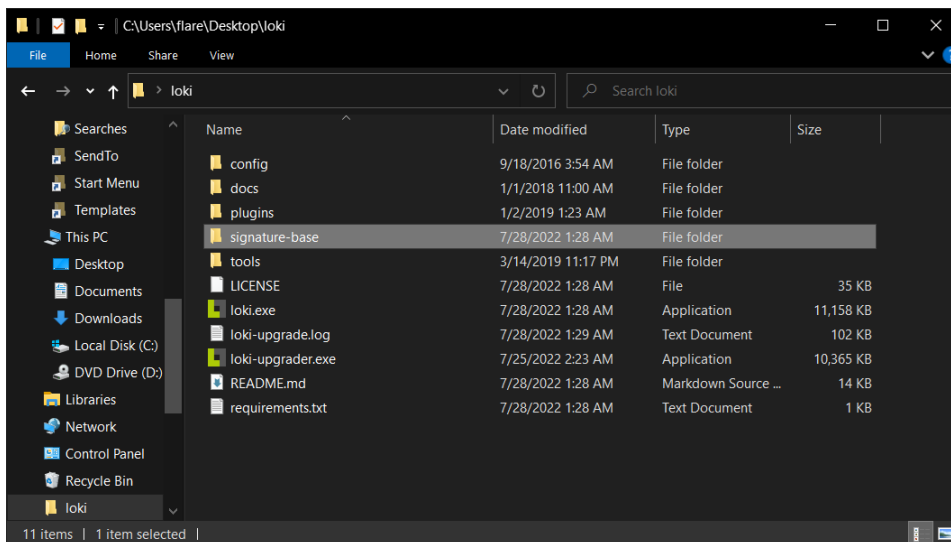 C:\Users\flare\Desktop\loki
File Home Share View
loki Search loki
Name Date modified Type Size
Searches
SendTo
Start Menu
Templates
This PC
Desktop
Documents
Downloads
Local Disk (C:)
DVD Drive (D:)
Libraries
Network
Control Panel
Recycle Bin
loki
config 9/18/2016 3:54 AM File folder
docs 1/1/2018 11:00 AM File folder
plugins 1/2/2019 1:23 AM File folder
signature-base 7/28/2022 1:28 AM File folder
tools 3/14/2019 11:17 PM File folder
LICENSE 7/28/2022 1:28 AM File 35 KB
loki.exe 7/28/2022 1:28 AM Application 11,158 KB
loki-upgrade.log 7/28/2022 1:29 AM Text Document 102 KB
loki-upgrader.exe 7/25/2022 2:23 AM Application 10,365 KB
README.md 7/28/2022 1:28 AM Markdown Source ... 14 KB
requirements.txt 7/28/2022 1:28 AM Text Document 1 KB
11 items 1 item selected